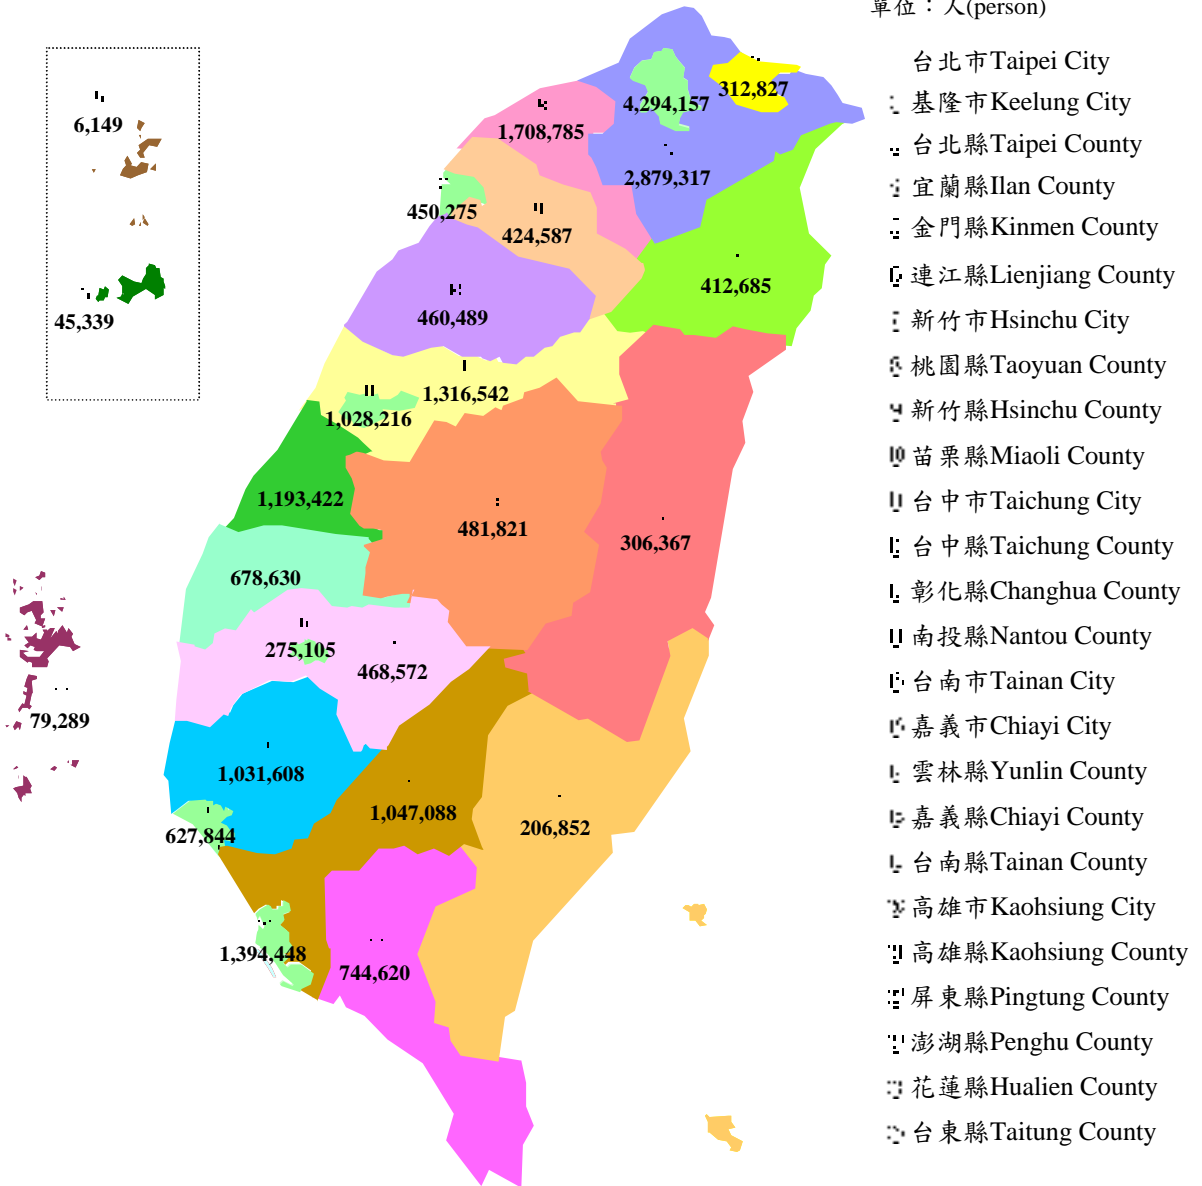 單位：人(person)
台北市Taipei City
基隆市Keelung City
台北縣Taipei County
宜蘭縣Ilan County
金門縣Kinmen County
連江縣Lienjiang County
新竹市Hsinchu City
桃園縣Taoyuan County
新竹縣Hsinchu County
苗栗縣Miaoli County
台中市Taichung City
台中縣Taichung County
彰化縣Changhua County
南投縣Nantou County
台南市Tainan City
嘉義市Chiayi City
雲林縣Yunlin County
嘉義縣Chiayi County
台南縣Tainan County
高雄市Kaohsiung City
高雄縣Kaohsiung County
屏東縣Pingtung County
澎湖縣Penghu County
花蓮縣Hualien County
台東縣Taitung County
312,827
4,294,157
6,149
1,708,785
2,879,317
450,275
424,587
412,685
45,339
460,489
1,316,542
1,028,216
1,193,422
481,821
306,367
678,630
275,105
468,572
79,289
1,031,608
1,047,088
206,852
627,844
1,394,448
744,620